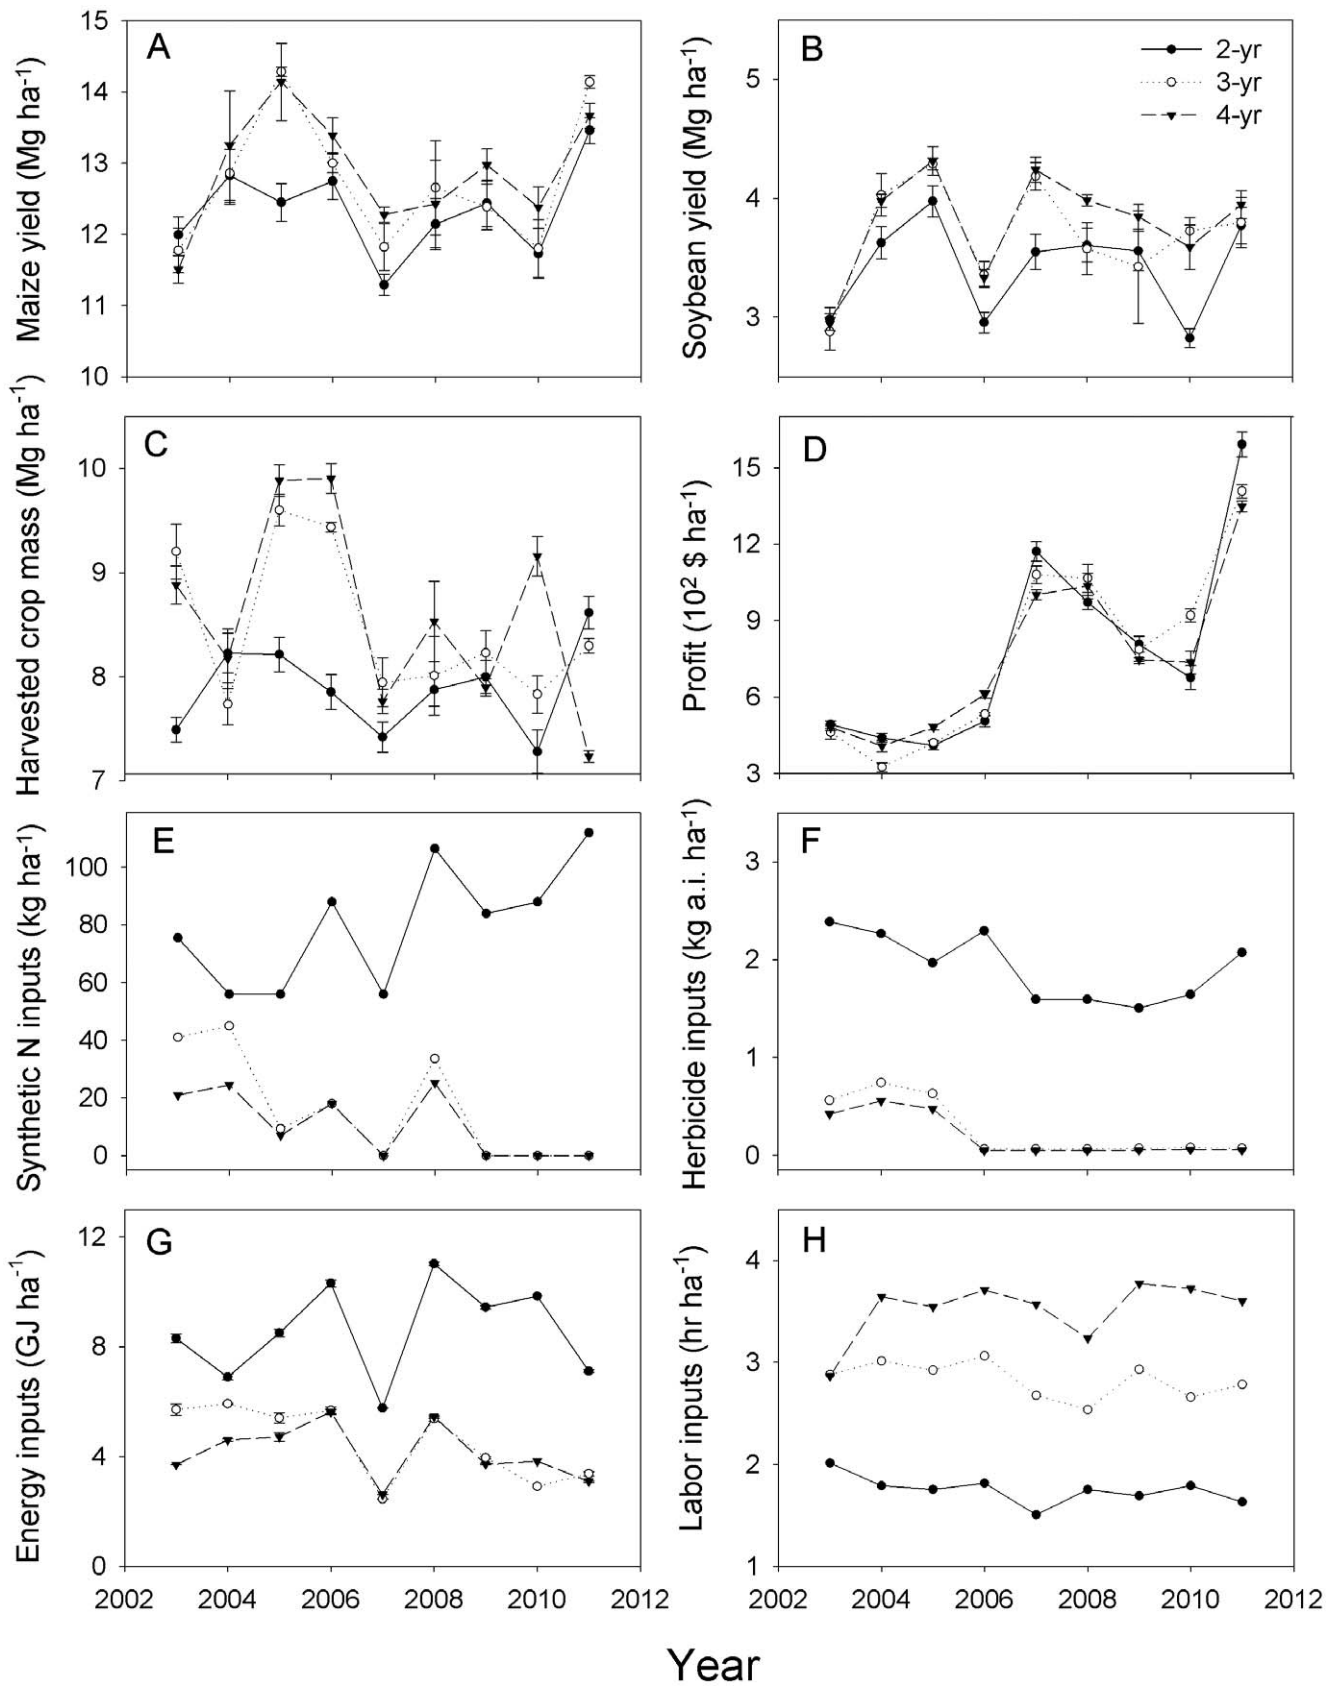 A
Maize yield (Mg ha⁻¹)
15
14
13
12
11
10
B
2-yr
3-yr
4-yr
Soybean yield (Mg ha⁻¹)
5
4
3
C
Harvested crop mass (Mg ha⁻¹)
10
9
8
7
D
Profit (10² $ ha⁻¹)
15
12
9
6
3
E
Synthetic N inputs (kg ha⁻¹)
100
80
60
40
20
0
F
Herbicide inputs (kg a.i. ha⁻¹)
3
2
1
0
G
Energy inputs (GJ ha⁻¹)
12
8
4
0
2002 2004 2006 2008 2010 2012
H
Labor inputs (hr ha⁻¹)
4
3
2
1
2002 2004 2006 2008 2010 2012
Year